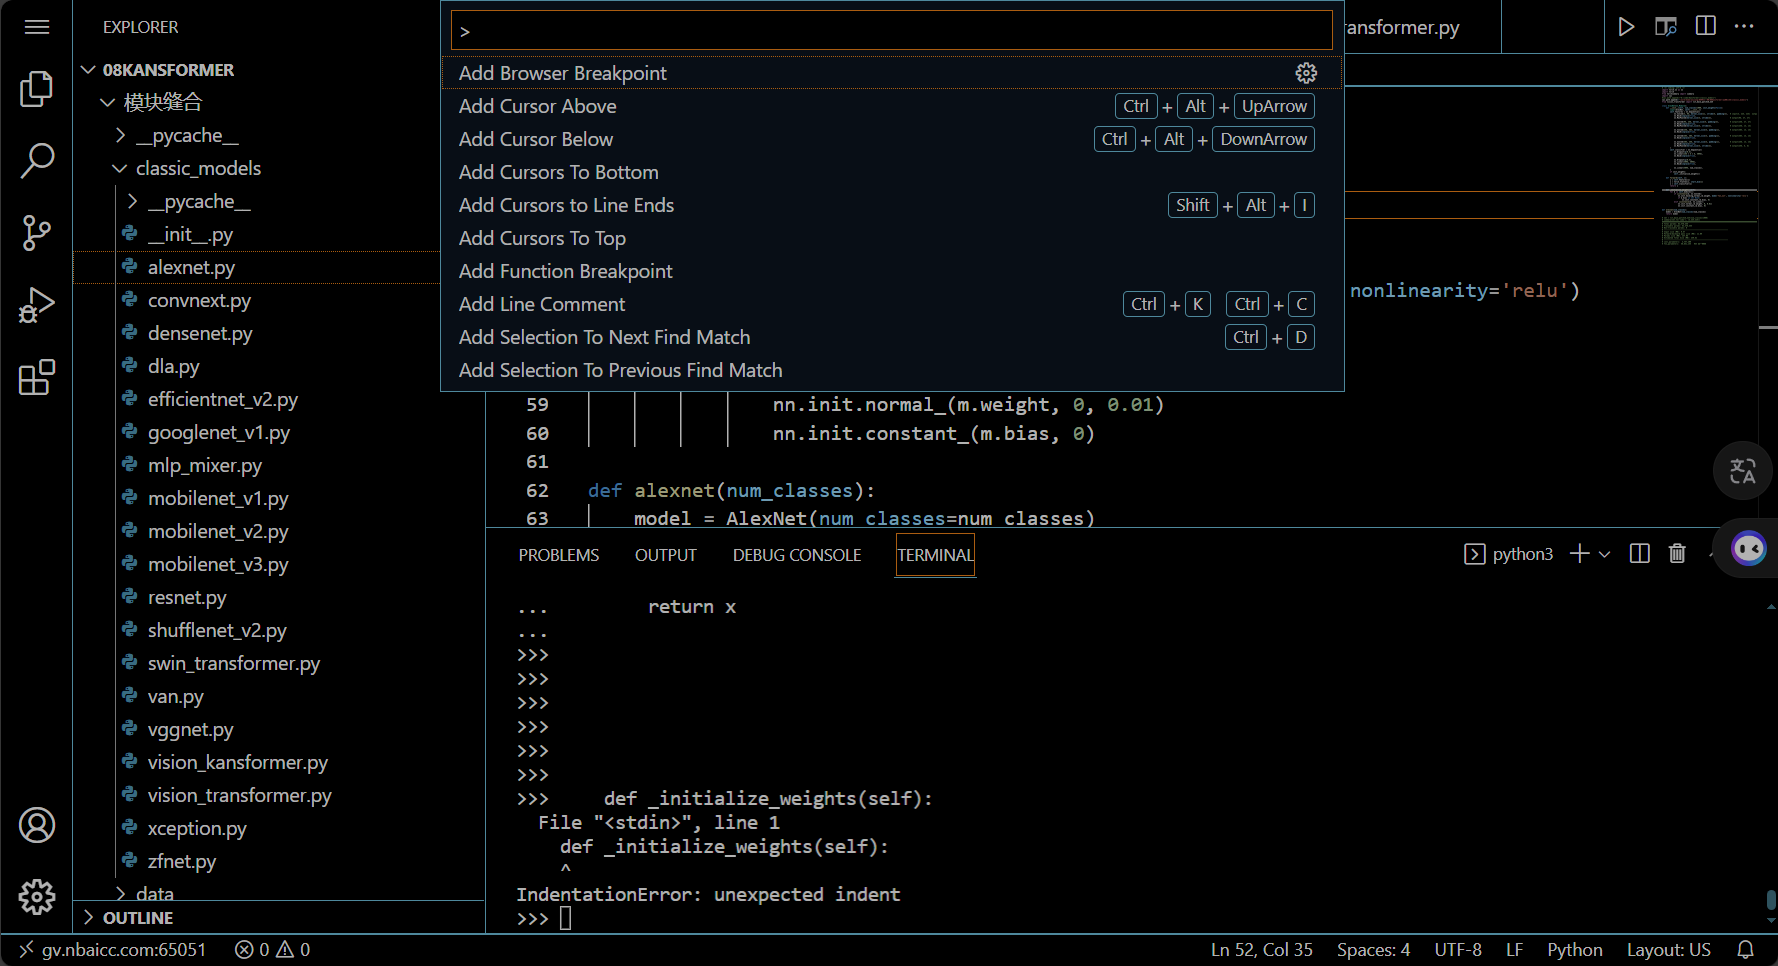 EXPLORER
08KANSFORMER
模块缝合
__pycache__
classic_models
__pycache__
__init__.py
alexnet.py
convnext.py
densenet.py
dla.py
efficientnet_v2.py
googlenet_v1.py
mlp_mixer.py
mobilenet_v1.py
mobilenet_v2.py
mobilenet_v3.py
resnet.py
shufflenet_v2.py
swin_transformer.py
van.py
vggnet.py
vision_kansformer.py
vision_transformer.py
xception.py
zfnet.py
data
OUTLINE
>
Add Browser Breakpoint
Add Cursor Above Ctrl + Alt + UpArrow
Add Cursor Below Ctrl + Alt + DownArrow
Add Cursors To Bottom
Add Cursors to Line Ends Shift + Alt + I
Add Cursors To Top
Add Function Breakpoint
Add Line Comment Ctrl + K Ctrl + C
Add Selection To Next Find Match Ctrl + D
Add Selection To Previous Find Match
ansformer.py
nonlinearity='relu')
59 nn.init.normal_(m.weight, 0, 0.01)
60 nn.init.constant_(m.bias, 0)
61
62 def alexnet(num_classes):
63 model = AlexNet(num_classes=num_classes)
PROBLEMS OUTPUT DEBUG CONSOLE TERMINAL python3
... return x
...
>>>
>>>
>>>
>>>
>>>
>>>
>>> def _initialize_weights(self):
File "<stdin>", line 1
def _initialize_weights(self):
^
IndentationError: unexpected indent
>>>
gv.nbaicc.com:65051 0 0 Ln 52, Col 35 Spaces: 4 UTF-8 LF Python Layout: US